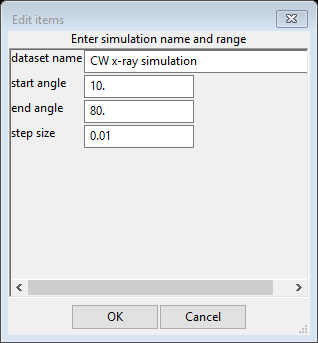 Edit items
Enter simulation name and range
dataset name CW x-ray simulation
start angle 10.
end angle 80.
step size 0.01
OK Cancel